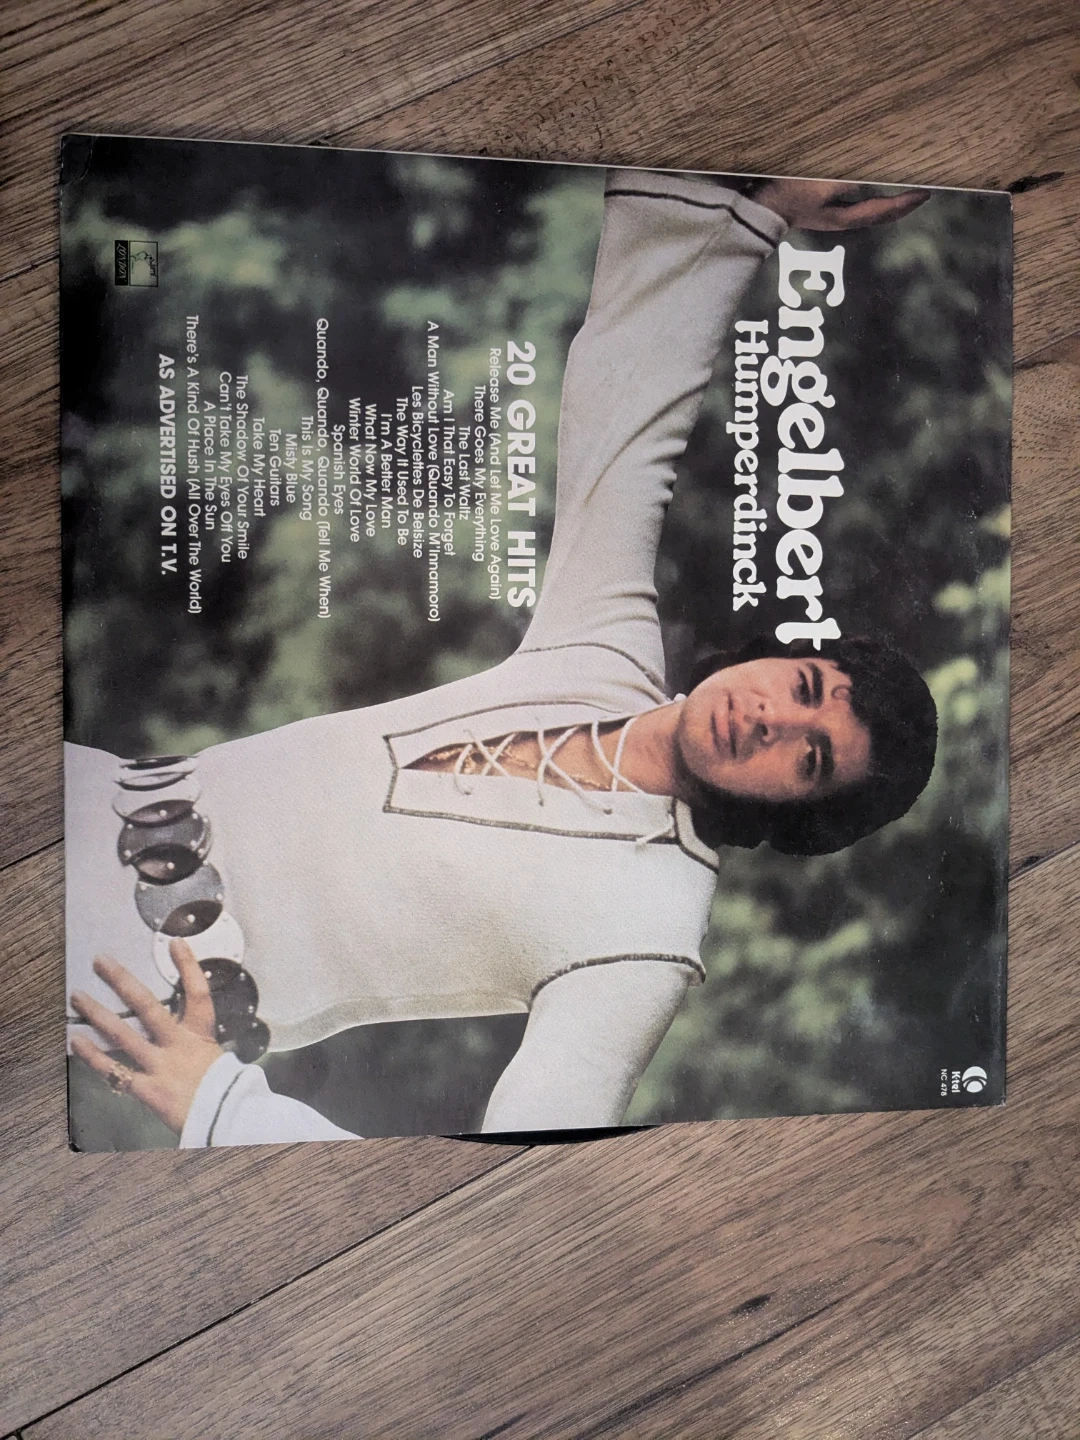 Engelbert
Humperdinck
K-tel
NC 478
20 GREAT HITS
Release Me (And Let Me Love Again)
There Goes My Everything
The Last Waltz
Am I That Easy To Forget
A Man Without Love (Quando M'Innamoro)
Les Bicyclettes De Belsize
The Way It Used To Be
I'm A Better Man
What Now My Love
Winter World Of Love
Spanish Eyes
Quando, Quando, Quando, Quando (Tell Me When)
This Is My Song
Misty Blue
Ten Guitars
Take My Heart
The Shadow Of Your Smile
Can't Take My Eyes Off You
A Place In The Sun
There's A Kind Of Hush (All Over The World)
AS ADVERTISED ON T.V.
LONDON